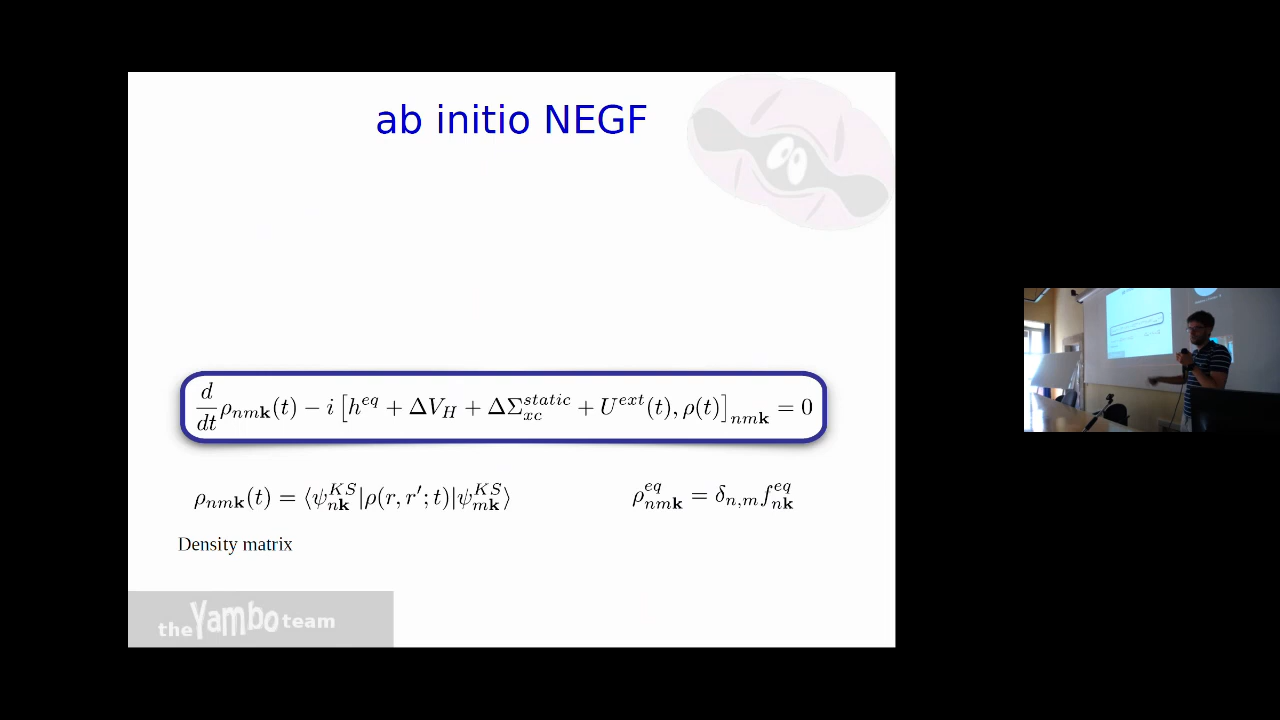 ab initio NEGF
$\frac{d}{dt}\rho_{nm\mathbf{k}}(t) - i\left[h^{eq} + \Delta V_H + \Delta\Sigma_{xc}^{static} + U^{ext}(t), \rho(t)\right]_{nm\mathbf{k}} = 0$
$\rho_{nm\mathbf{k}}(t) = \langle\psi_{n\mathbf{k}}^{KS}|\rho(r,r';t)|\psi_{m\mathbf{k}}^{KS}\rangle$
$\rho_{nm\mathbf{k}}^{eq} = \delta_{n,m} f_{n\mathbf{k}}^{eq}$
Density matrix
the Yambo team